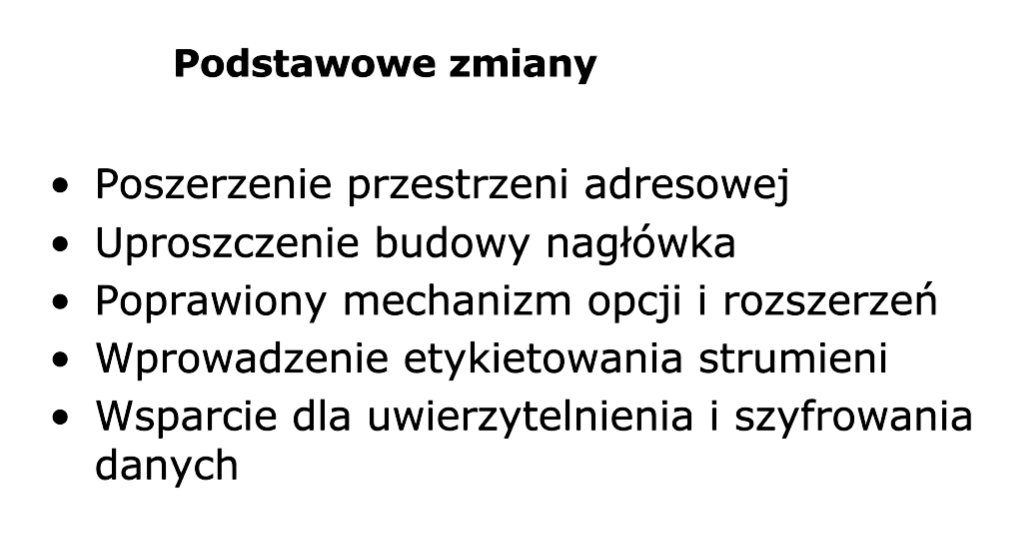 Podstawowe zmiany
• Poszerzenie przestrzeni adresowej
• Uproszczenie budowy nagłówka
• Poprawiony mechanizm opcji i rozszerzeń
• Wprowadzenie etykietowania strumieni
• Wsparcie dla uwierzytelnienia i szyfrowania
danych